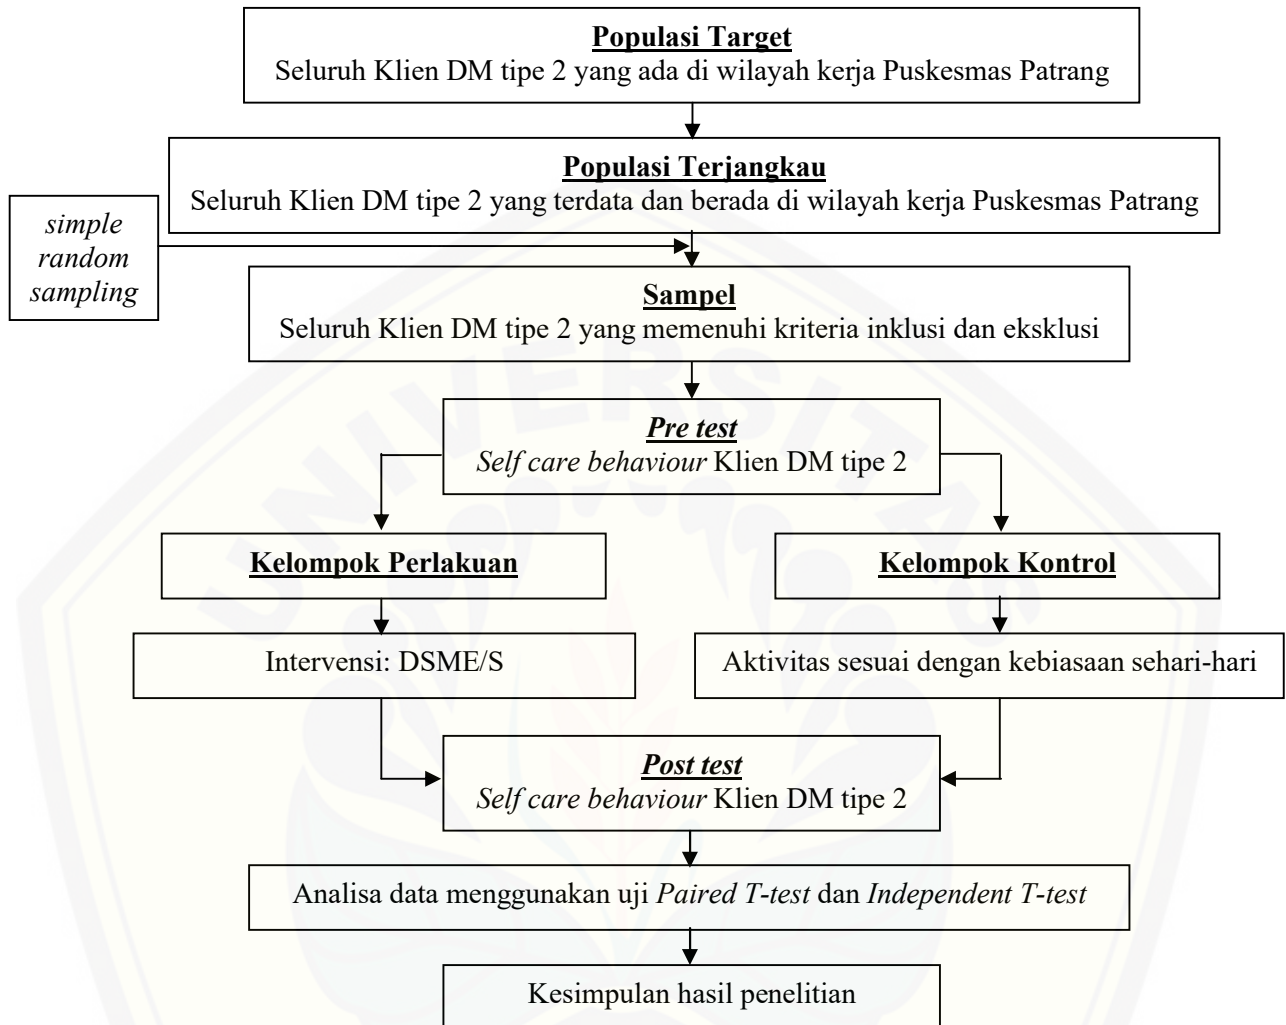 Populasi Target
Seluruh Klien DM tipe 2 yang ada di wilayah kerja Puskesmas Patrang
Populasi Terjangkau
Seluruh Klien DM tipe 2 yang terdata dan berada di wilayah kerja Puskesmas Patrang
simple
random
sampling
Sampel
Seluruh Klien DM tipe 2 yang memenuhi kriteria inklusi dan eksklusi
Pre test
Self care behaviour Klien DM tipe 2
Kelompok Perlakuan
Kelompok Kontrol
Intervensi: DSME/S
Aktivitas sesuai dengan kebiasaan sehari-hari
Post test
Self care behaviour Klien DM tipe 2
Analisa data menggunakan uji Paired T-test dan Independent T-test
Kesimpulan hasil penelitian
UNIVERSITAS